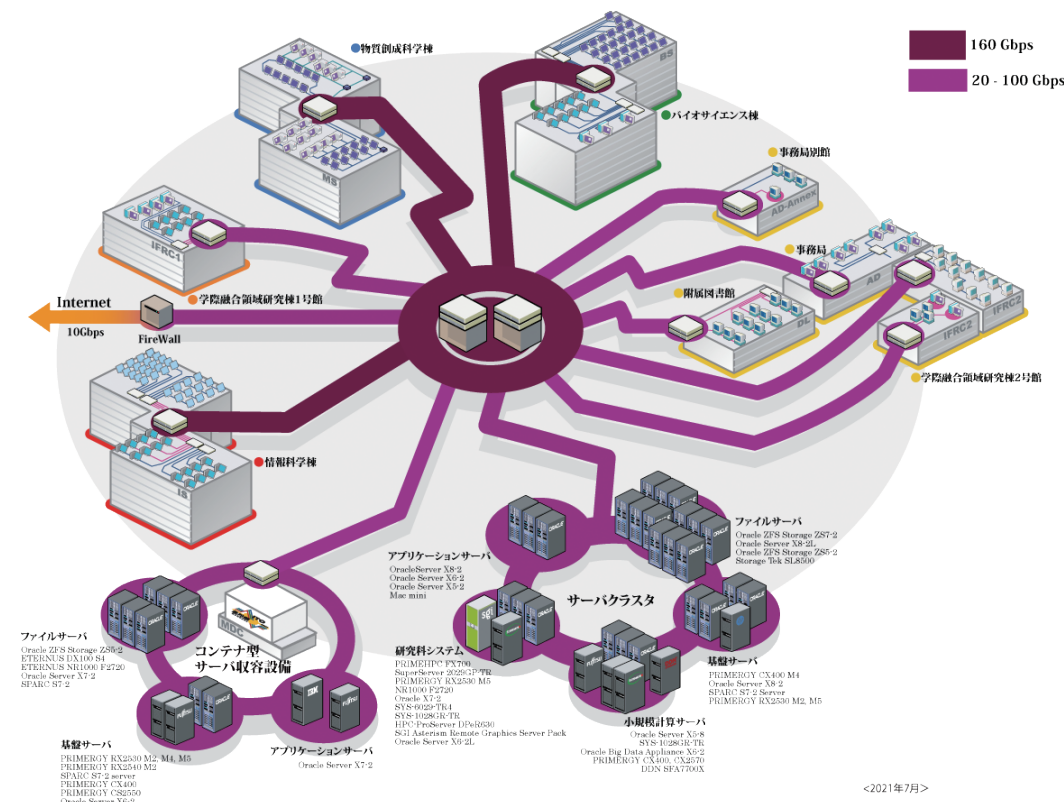 160 Gbps
20 - 100 Gbps
●物質創成科学棟
BS
MS
●バイオサイエンス棟
●事務局別館
AD-Annex
IFRC1
●事務局
AD
●学際融合領域研究棟1号館
●附属図書館
DL
IFRC2
IFRC2
Internet
10Gbps
FireWall
●学際融合領域研究棟2号館
●情報科学棟
IS
アプリケーションサーバ
OracleServer X8-2
Oracle Server X6-2
Oracle Server X5-2
Mac mini
ファイルサーバ
Oracle ZFS Storage ZS7-2
Oracle Server X8-2L
Oracle ZFS Storage ZS5-2
Storage Tek SL8500
サーバクラスタ
sgi
MDC
コンテナ型
サーバ収容設備
ファイルサーバ
Oracle ZFS Storage ZS5-2
ETERNUS DX100 S4
ETERNUS NR1000 F2720
Oracle Server X7-2
SPARC S7-2
研究科システム
PRIMEHPC FX700
SuperServer 2029GP-TR
PRIMERGY RX2530 M5
NR1000 F2720
Oracle X7-2
SYS-6029-TR4
SYS-1028GR-TR
HPC-ProServer DPeR630
SGI Asterism Remote Graphics Server Pack
Oracle Server X6-2L
基盤サーバ
PRIMERGY CX400 M4
Oracle Server X8-2
SPARC S7-2 Server
PRIMERGY RX2530 M2, M5
小規模計算サーバ
Oracle Server X5-8
SYS-1028GR-TR
Oracle Big Data Appliance X6-2
PRIMERGY CX400, CX2570
DDN SFA7700X
基盤サーバ
PRIMERGY RX2530 M2, M4, M5
PRIMERGY RX2540 M2
SPARC S7-2 server
PRIMERGY CX400
PRIMERGY CS2550
Oracle Server X6-2
アプリケーションサーバ
Oracle Server X7-2
<2021年7月>